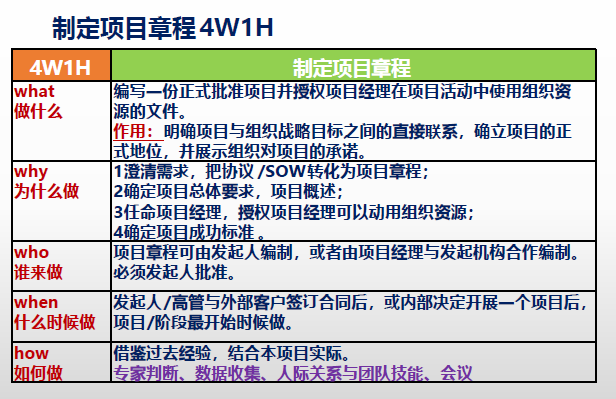 制定项目章程 4W1H
4W1H
制定项目章程
what
做什么
编写一份正式批准项目并授权项目经理在项目活动中使用组织资
源的文件。
作用：明确项目与组织战略目标之间的直接联系，确立项目的正
式地位，并展示组织对项目的承诺。
why
为什么做
1澄清需求，把协议/SOW转化为项目章程；
2确定项目总体要求，项目概述；
3任命项目经理，授权项目经理可以动用组织资源；
4确定项目成功标准。
who
谁来做
项目章程可由发起人编制，或者由项目经理与发起机构合作编制。
必须发起人批准。
when
什么时候做
发起人/高管与外部客户签订合同后，或内部决定开展一个项目后，
项目/阶段最开始时候做。
how
如何做
借鉴过去经验，结合本项目实际。
专家判断、数据收集、人际关系与团队技能、会议